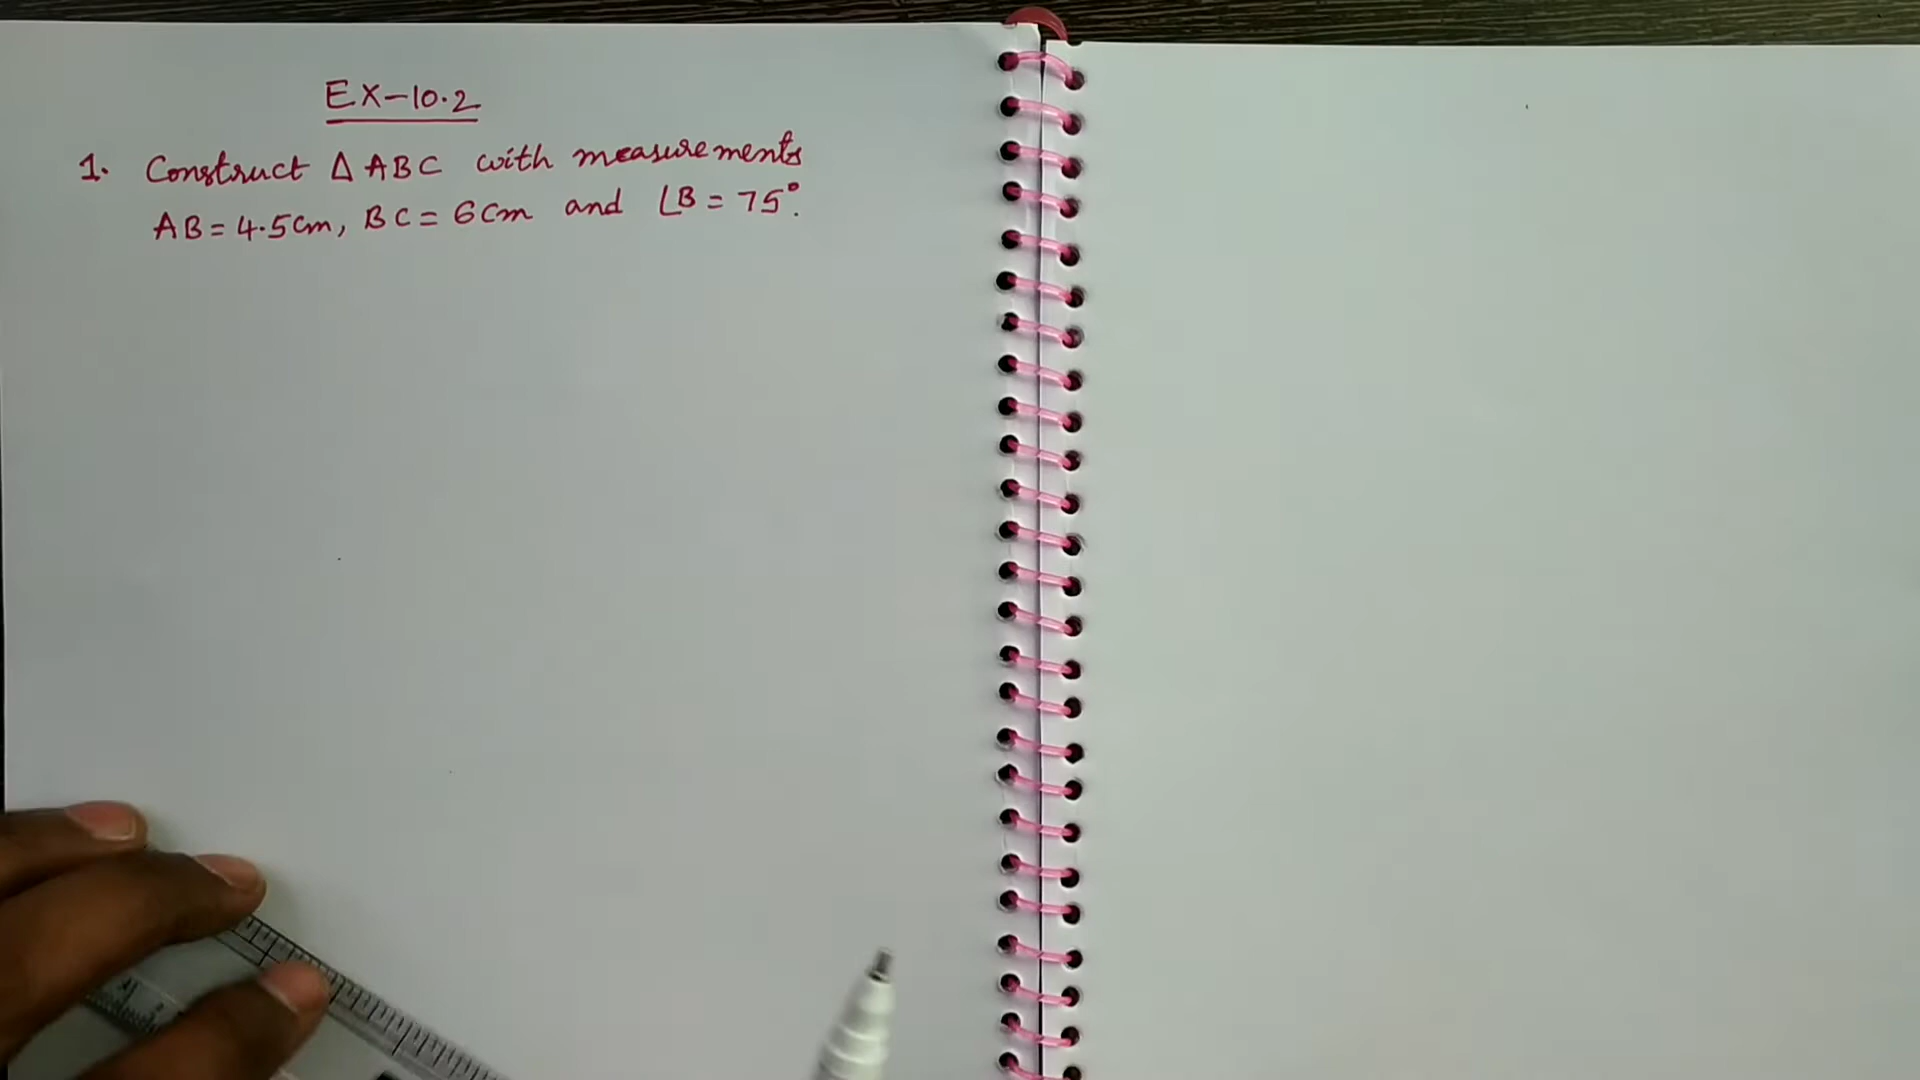 EX-10.2
1. Construct Δ ABC with measurements
AB = 4.5cm, BC = 6cm and ∠B = 75°.